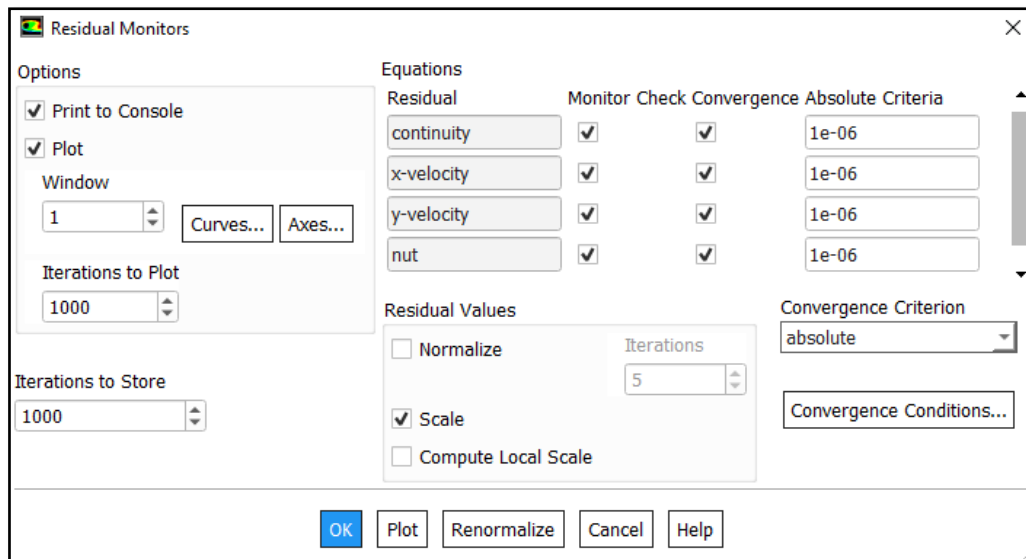 Residual Monitors
Options
Print to Console
Plot
Window
1
Curves... Axes...
Iterations to Plot
1000
Iterations to Store
1000
Equations
Residual Monitor Check Convergence Absolute Criteria
continuity 1e-06
x-velocity 1e-06
y-velocity 1e-06
nut 1e-06
Residual Values
Normalize
Iterations
5
Scale
Compute Local Scale
Convergence Criterion
absolute
Convergence Conditions...
OK Plot Renormalize Cancel Help